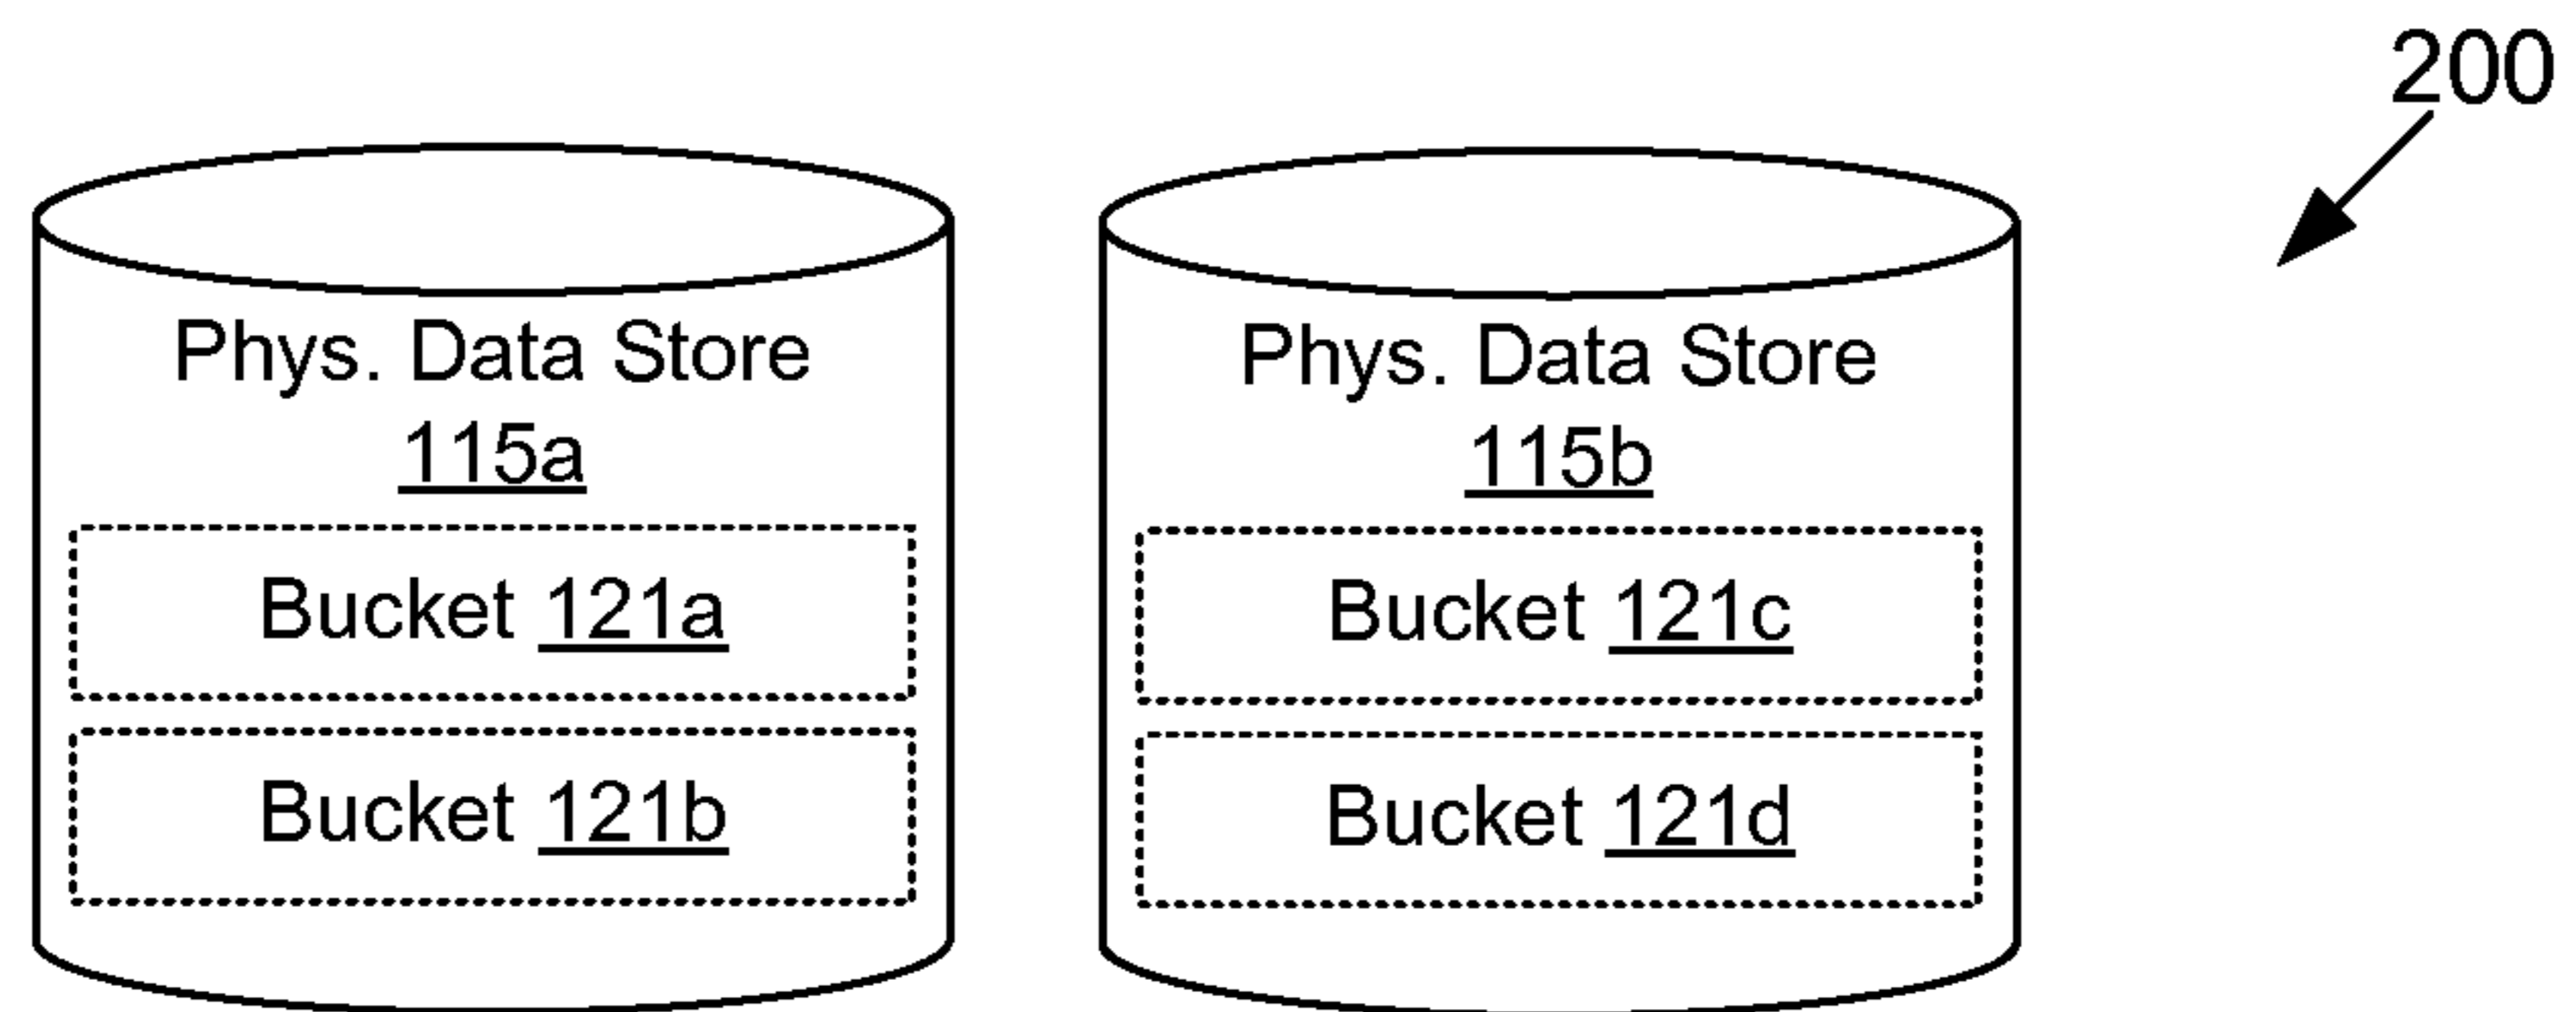 200
Phys. Data Store
115a
Bucket 121a
Bucket 121b
Phys. Data Store
115b
Bucket 121c
Bucket 121d